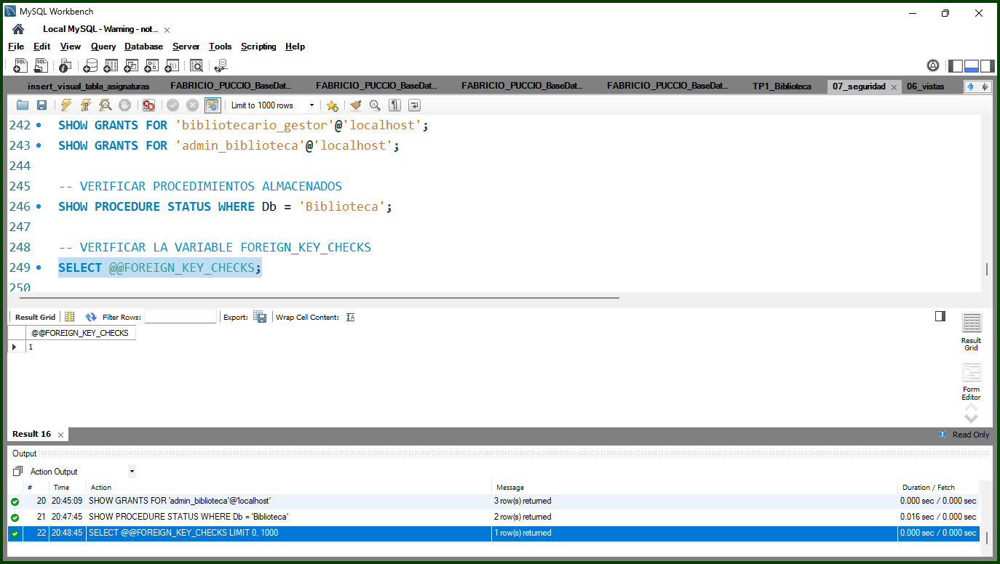 MySQL Workbench
Local MySQL - Warning - not...
File Edit View Query Database Server Tools Scripting Help
insert_visual_tabla_asignaturas FABRICIO_PUCCIO_BaseDat... FABRICIO_PUCCIO_BaseDat... FABRICIO_PUCCIO_BaseDat... FABRICIO_PUCCIO_BaseDat... TP1_Biblioteca 07_seguridad 06_vistas
Limit to 1000 rows
242 SHOW GRANTS FOR 'bibliotecario_gestor'@'localhost';
243 SHOW GRANTS FOR 'admin_biblioteca'@'localhost';
244
245 -- VERIFICAR PROCEDIMIENTOS ALMACENADOS
246 SHOW PROCEDURE STATUS WHERE Db = 'Biblioteca';
247
248 -- VERIFICAR LA VARIABLE FOREIGN_KEY_CHECKS
249 SELECT @@FOREIGN_KEY_CHECKS;
250
Result Grid Filter Rows: Export: Wrap Cell Content:
@@FOREIGN_KEY_CHECKS
1
Result
Grid
Form
Editor
Result 16 Read Only
Output
Action Output
# Time Action Message Duration / Fetch
20 20:45:09 SHOW GRANTS FOR 'admin_biblioteca'@'localhost' 3 row(s) returned 0.000 sec / 0.000 sec
21 20:47:45 SHOW PROCEDURE STATUS WHERE Db = 'Biblioteca' 2 row(s) returned 0.016 sec / 0.000 sec
22 20:48:45 SELECT @@FOREIGN_KEY_CHECKS LIMIT 0, 1000 1 row(s) returned 0.000 sec / 0.000 sec